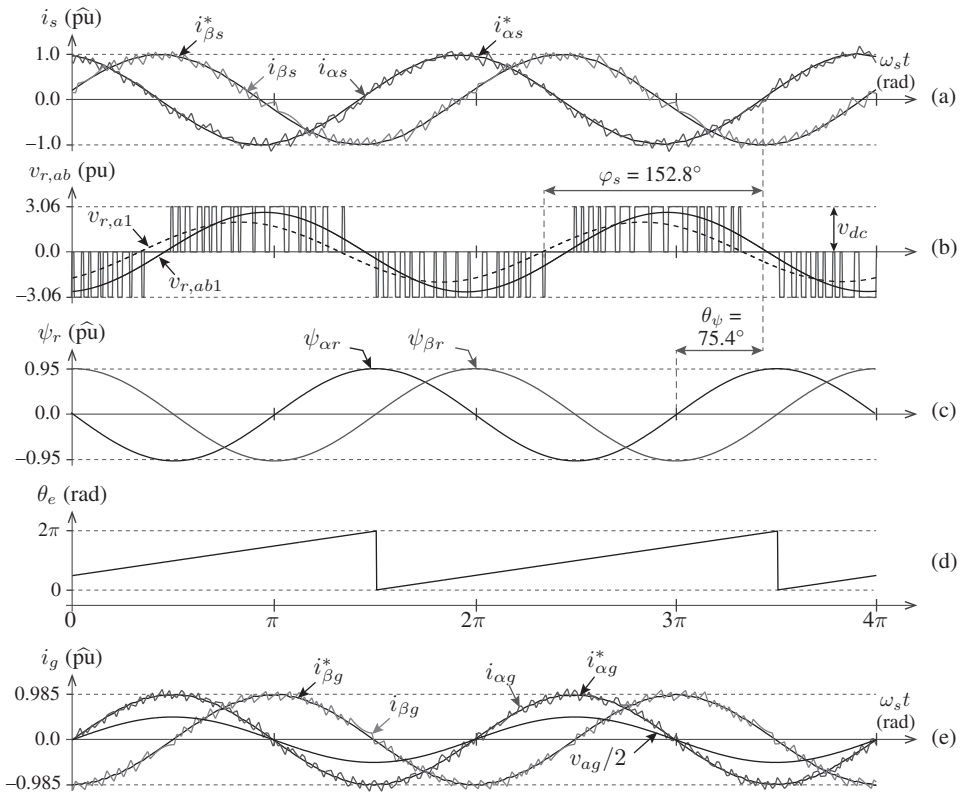 i_s (p̂u)
i*_βs
i*_αs
i_βs
i_αs
ω_s t
(rad)
1.0
0.0
−1.0
(a)
v_r,ab (pu)
φ_s = 152.8°
3.06
v_r,a1
v_dc
0.0
(b)
v_r,ab1
−3.06
θ_ψ =
75.4°
ψ_r (p̂u)
ψ_αr
ψ_βr
0.95
0.0
(c)
−0.95
θ_e (rad)
2π
(d)
0
0 π 2π 3π 4π
i_g (p̂u)
i*_βg
i_αg
i*_αg
i_βg
ω_s t
(rad)
0.985
0.0
(e)
v_ag/2
−0.985